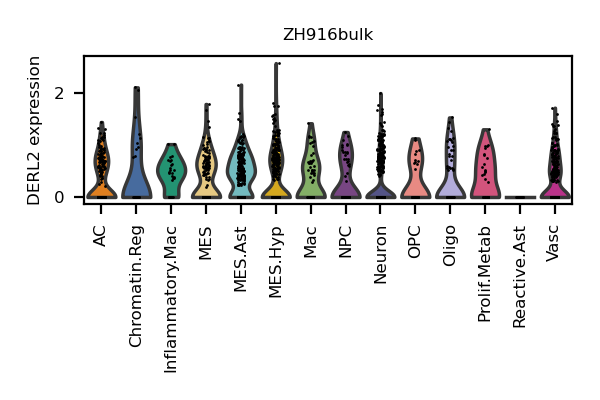 ZH916bulk
DERL2 expression
2
0
AC
Chromatin.Reg
Inflammatory.Mac
MES
MES.Ast
MES.Hyp
Mac
NPC
Neuron
OPC
Oligo
Prolif.Metab
Reactive.Ast
Vasc